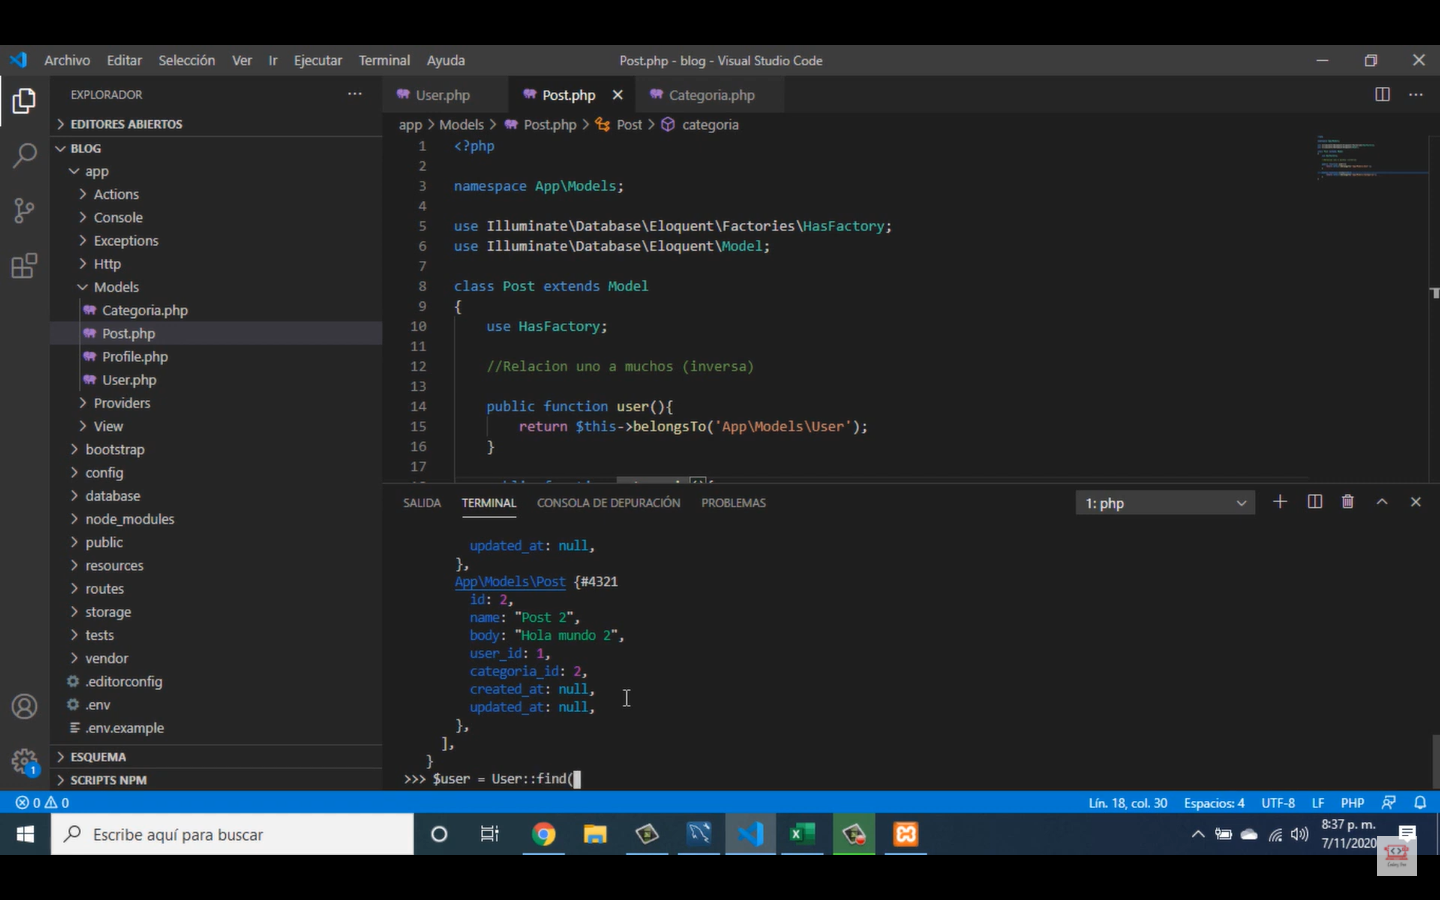 Archivo Editar Selección Ver Ir Ejecutar Terminal Ayuda
Post.php - blog - Visual Studio Code
EXPLORADOR
EDITORES ABIERTOS
BLOG
app
Actions
Console
Exceptions
Http
Models
Categoria.php
Post.php
Profile.php
User.php
Providers
View
bootstrap
config
database
node_modules
public
resources
routes
storage
tests
vendor
.editorconfig
.env
.env.example
ESQUEMA
SCRIPTS NPM
User.php Post.php Categoria.php
app > Models > Post.php > Post > categoria
1 <?php
2
3 namespace App\Models;
4
5 use Illuminate\Database\Eloquent\Factories\HasFactory;
6 use Illuminate\Database\Eloquent\Model;
7
8 class Post extends Model
9 {
10 use HasFactory;
11
12 //Relacion uno a muchos (inversa)
13
14 public function user(){
15 return $this->belongsTo('App\Models\User');
16 }
17
SALIDA TERMINAL CONSOLA DE DEPURACIÓN PROBLEMAS
1: php
updated_at: null,
},
App\Models\Post {#4321
id: 2,
name: "Post 2",
body: "Hola mundo 2",
user_id: 1,
categoria_id: 2,
created_at: null,
updated_at: null,
},
],
}
>>> $user = User::find(
0 0 Lín. 18, col. 30 Espacios: 4 UTF-8 LF PHP
1
Escribe aquí para buscar
8:37 p. m.
7/11/2020